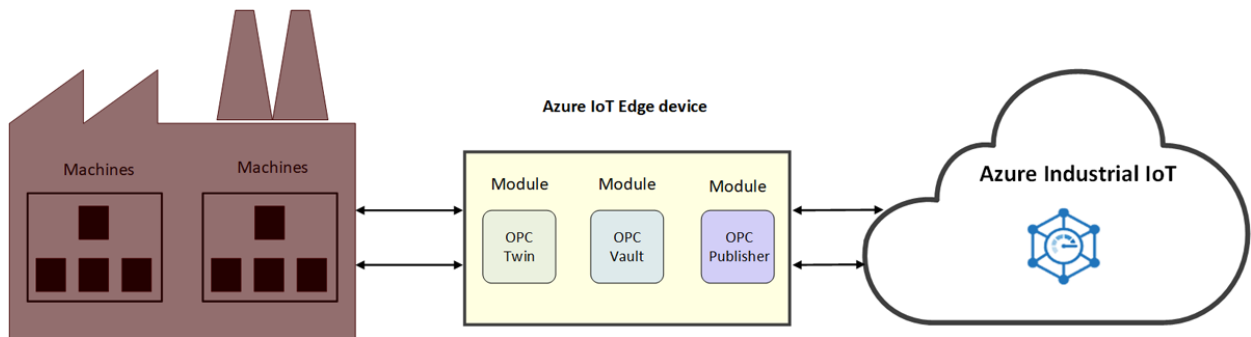 Azure IoT Edge device
Machines
Machines
Module
Module
Module
OPC
Twin
OPC
Vault
OPC
Publisher
Azure Industrial IoT